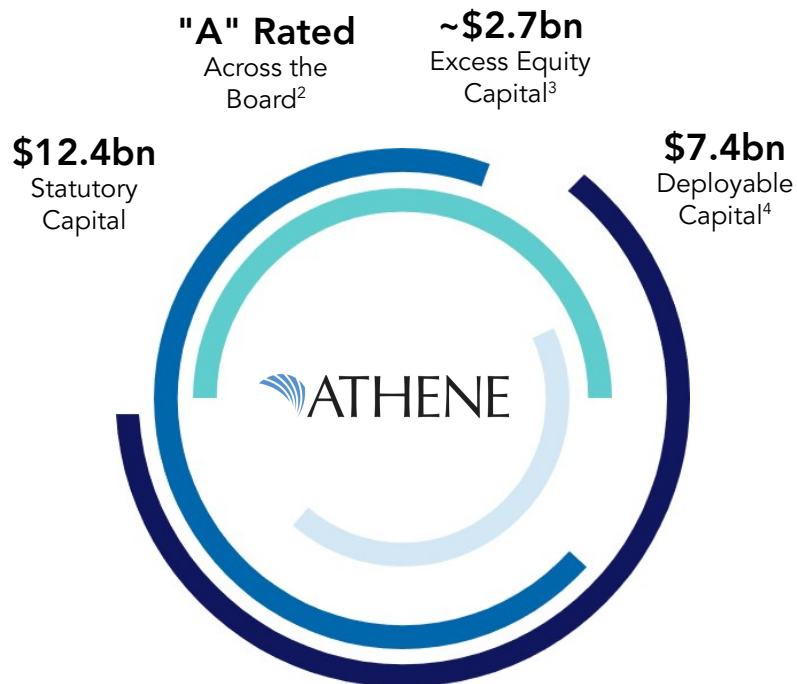 "A" Rated
Across the
Board2
~$2.7bn
Excess Equity
Capital3
$12.4bn
Statutory
Capital
$7.4bn
Deployable
Capital4
ATHENE